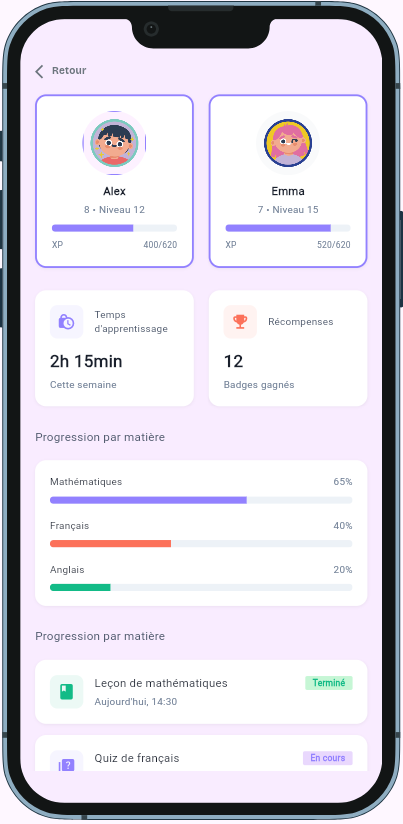 Retour
Alex
8 • Niveau 12
XP 400/620
Emma
7 • Niveau 15
XP 520/620
Temps
d'apprentissage
2h 15min
Cette semaine
Récompenses
12
Badges gagnés
Progression par matière
Mathématiques 65%
Français 40%
Anglais 20%
Progression par matière
Leçon de mathématiques Terminé
Aujourd'hui, 14:30
Quiz de français En cours
?